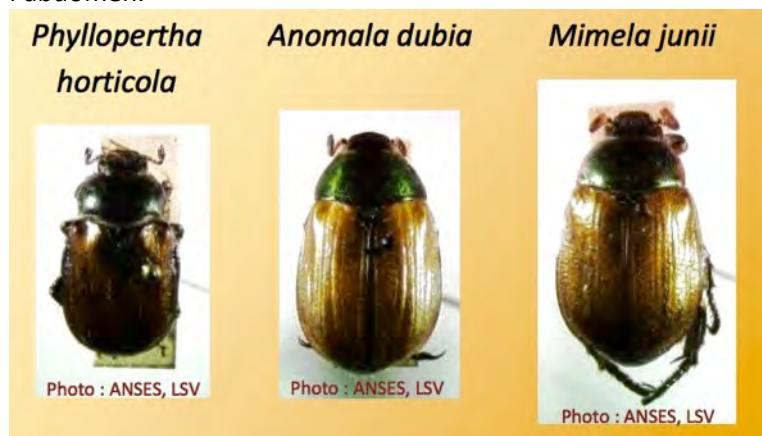 Phyllopertha
horticola
Anomala dubia
Mimela junii
Photo : ANSES, LSV
Photo : ANSES, LSV
Photo : ANSES, LSV